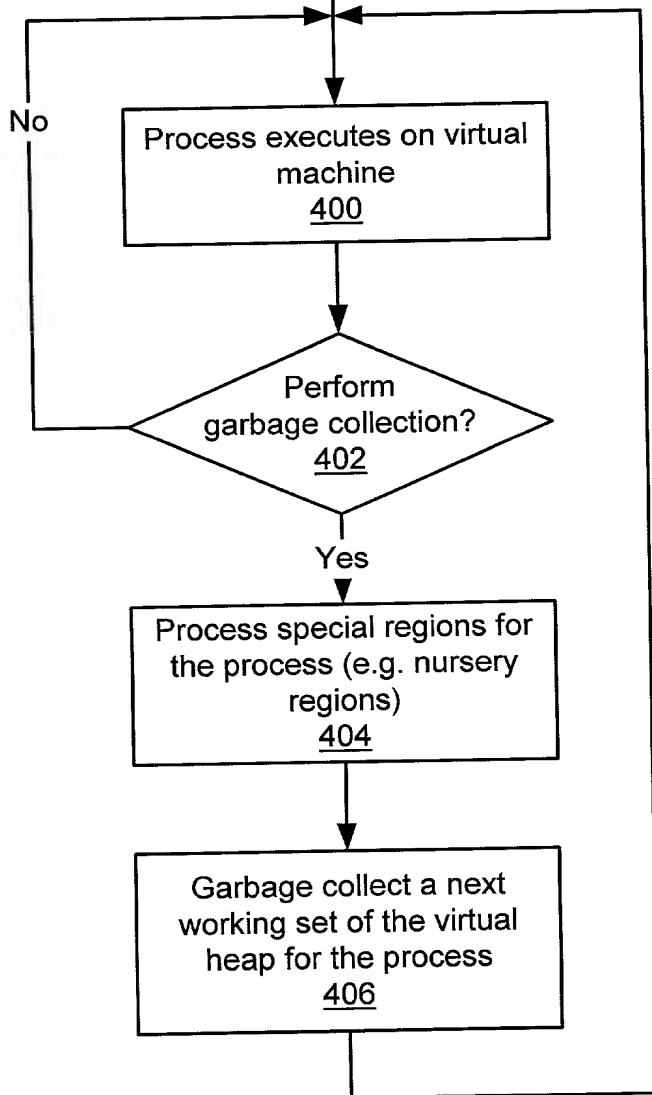 No
Process executes on virtual
machine
400
Perform
garbage collection?
402
Yes
Process special regions for
the process (e.g. nursery
regions)
404
Garbage collect a next
working set of the virtual
heap for the process
406